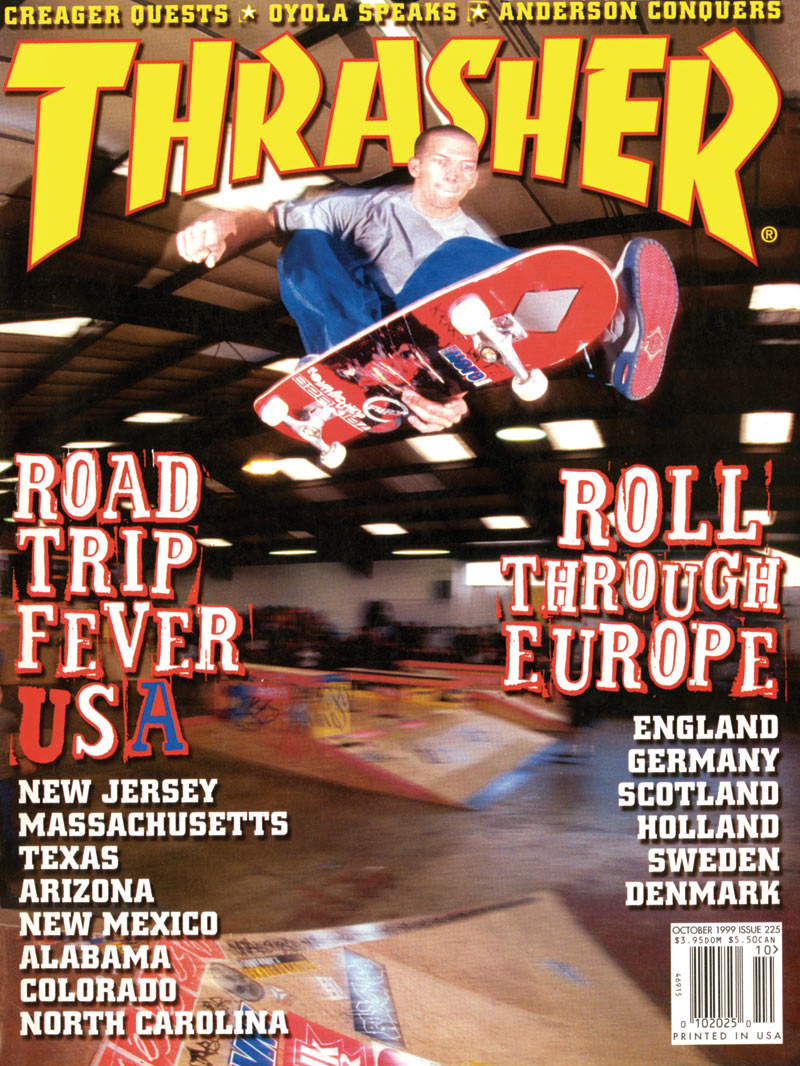 CREAGER QUESTS ★ OYOLA SPEAKS ★ ANDERSON CONQUERS
THRASHER®
ROAD
TRIP
FEVER
USA
NEW JERSEY
MASSACHUSETTS
TEXAS
ARIZONA
NEW MEXICO
ALABAMA
COLORADO
NORTH CAROLINA
ROLL
THROUGH
EUROPE
ENGLAND
GERMANY
SCOTLAND
HOLLAND
SWEDEN
DENMARK
OCTOBER 1999 ISSUE 225
$3.95DOM $5.50CAN
10>
46915
0 102025 0
PRINTED IN USA